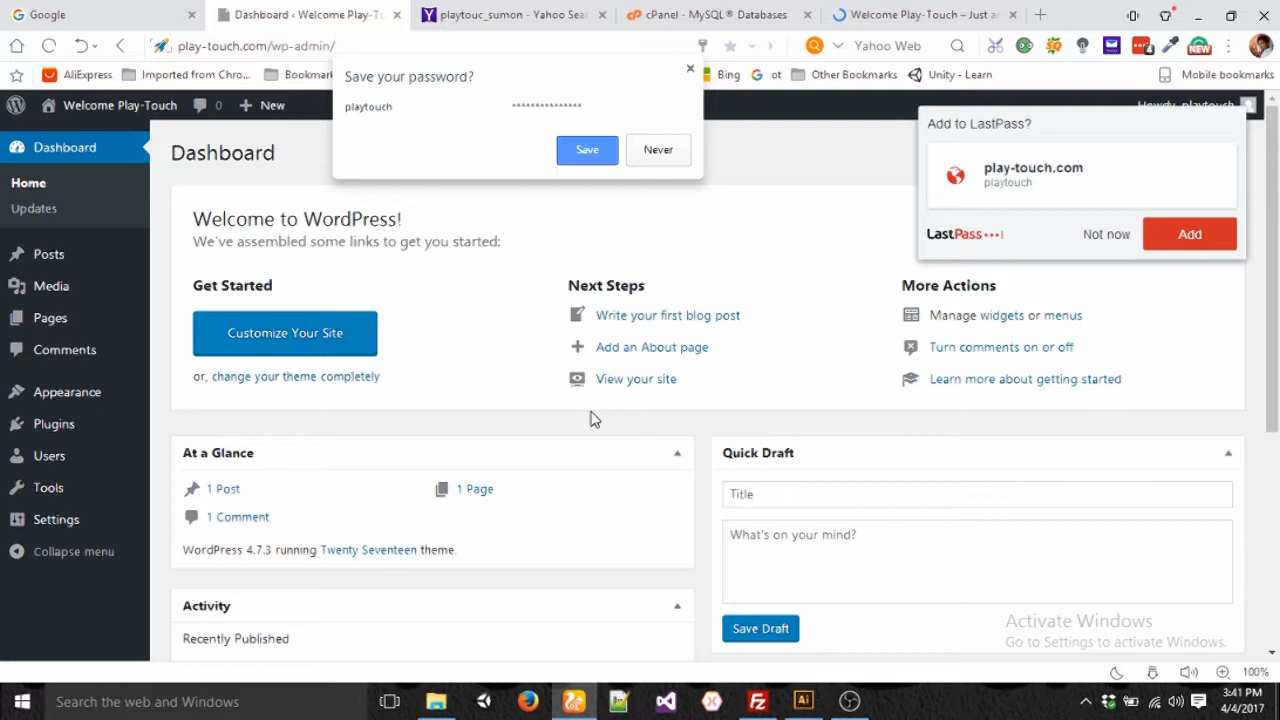 Google
Dashboard ‹ Welcome Play-To
playtouc_sumon - Yahoo Sea
cPanel - MySQL® Databases
Welcome Play-Touch – Just a
play-touch.com/wp-admin/
Yahoo Web
AliExpress
Imported from Chro...
Bookmark
Bing
ot
Other Bookmarks
Unity - Learn
Mobile bookmarks
Welcome Play-Touch
0
New
Howdy, playtouch
Save your password?
playtouch
***************
Save
Never
Add to LastPass?
play-touch.com
playtouch
LastPass•••|
Not now
Add
Dashboard
Home
Updates
Posts
Media
Pages
Comments
Appearance
Plugins
Users
Tools
Settings
Collapse menu
Dashboard
Welcome to WordPress!
We've assembled some links to get you started:
Get Started
Customize Your Site
or, change your theme completely
Next Steps
Write your first blog post
Add an About page
View your site
More Actions
Manage widgets or menus
Turn comments on or off
Learn more about getting started
At a Glance
1 Post
1 Page
1 Comment
WordPress 4.7.3 running Twenty Seventeen theme.
Activity
Recently Published
Quick Draft
Title
What's on your mind?
Save Draft
Activate Windows
Go to Settings to activate Windows.
100%
Search the web and Windows
3:41 PM
4/4/2017